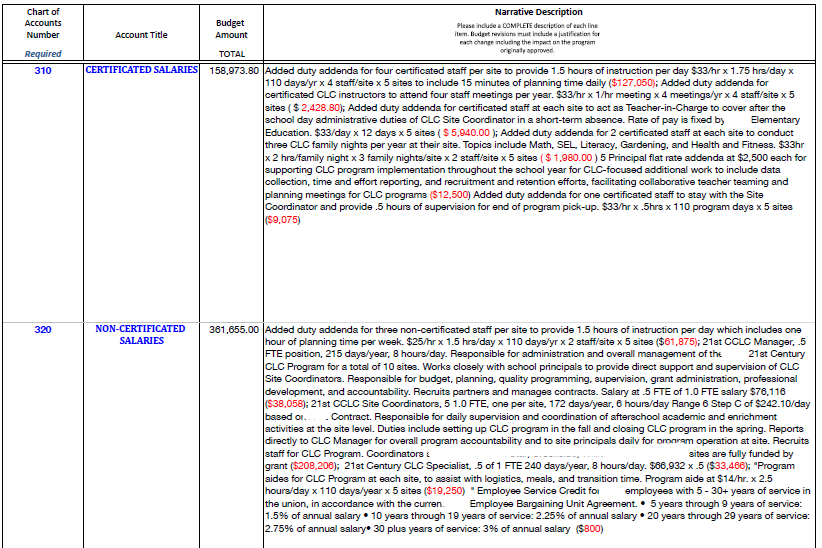 Chart of
Accounts
Number
Required
Account Title
Budget
Amount
TOTAL
Narrative Description
Please include a COMPLETE description of each line
item. Budget revisions must include a justification for
each change including the impact on the program
originally approved.
310
CERTIFICATED SALARIES
158,973.80
Added duty addenda for four certificated staff per site to provide 1.5 hours of instruction per day $33/hr x 1.75 hrs/day x
110 days/yr x 4 staff/site x 5 sites to include 15 minutes of planning time daily ($127,050); Added duty addenda for
certificated CLC instructors to attend four staff meetings per year. $33/hr x 1/hr meeting x 4 meetings/yr x 4 staff/site x 5
sites ( $ 2,428.80); Added duty addenda for certificated staff at each site to act as Teacher-in-Charge to cover after the
school day administrative duties of CLC Site Coordinator in a short-term absence. Rate of pay is fixed by Elementary
Education. $33/day x 12 days x 5 sites ( $ 5,940.00 ); Added duty addenda for 2 certificated staff at each site to conduct
three CLC family nights per year at their site. Topics include Math, SEL, Literacy, Gardening, and Health and Fitness. $33hr
x 2 hrs/family night x 3 family nights/site x 2 staff/site x 5 sites ( $ 1,980.00 ) 5 Principal flat rate addenda at $2,500 each for
supporting CLC program implementation throughout the school year for CLC-focused additional work to include data
collection, time and effort reporting, and recruitment and retention efforts, facilitating collaborative teacher teaming and
planning meetings for CLC programs ($12,500) Added duty addenda for one certificated staff to stay with the Site
Coordinator and provide .5 hours of supervision for end of program pick-up. $33/hr x .5hrs x 110 program days x 5 sites
($9,075)
320
NON-CERTIFICATED
SALARIES
361,655.00
Added duty addenda for three non-certificated staff per site to provide 1.5 hours of instruction per day which includes one
hour of planning time per week. $25/hr x 1.5 hrs/day x 110 days/yr x 2 staff/site x 5 sites ($61,875); 21st CCLC Manager, .5
FTE position, 215 days/year, 8 hours/day. Responsible for administration and overall management of the 21st Century
CLC Program for a total of 10 sites. Works closely with school principals to provide direct support and supervision of CLC
Site Coordinators. Responsible for budget, planning, quality programming, supervision, grant administration, professional
development, and accountability. Recruits partners and manages contracts. Salary at .5 FTE of 1.0 FTE salary $76,116
($38,058); 21st CCLC Site Coordinators, 5 1.0 FTE, one per site, 172 days/year, 6 hours/day Range 6 Step C of $242.10/day
based on Contract. Responsible for daily supervision and coordination of afterschool academic and enrichment
activities at the site level. Duties include setting up CLC program in the fall and closing CLC program in the spring. Reports
directly to CLC Manager for overall program accountability and to site principals daily for program operation at site. Recruits
staff for CLC Program. Coordinators sites are fully funded by
grant ($208,206); 21st Century CLC Specialist, .5 of 1 FTE 240 days/year, 8 hours/day. $66,932 x .5 ($33,466); "Program
aides for CLC Program at each site, to assist with logistics, meals, and transition time. Program aide at $14/hr. x 2.5
hours/day x 110 days/year x 5 sites ($19,250) " Employee Service Credit for employees with 5 - 30+ years of service in
the union, in accordance with the curren. Employee Bargaining Unit Agreement. • 5 years through 9 years of service:
1.5% of annual salary • 10 years through 19 years of service: 2.25% of annual salary • 20 years through 29 years of service:
2.75% of annual salary• 30 plus years of service: 3% of annual salary ($800)